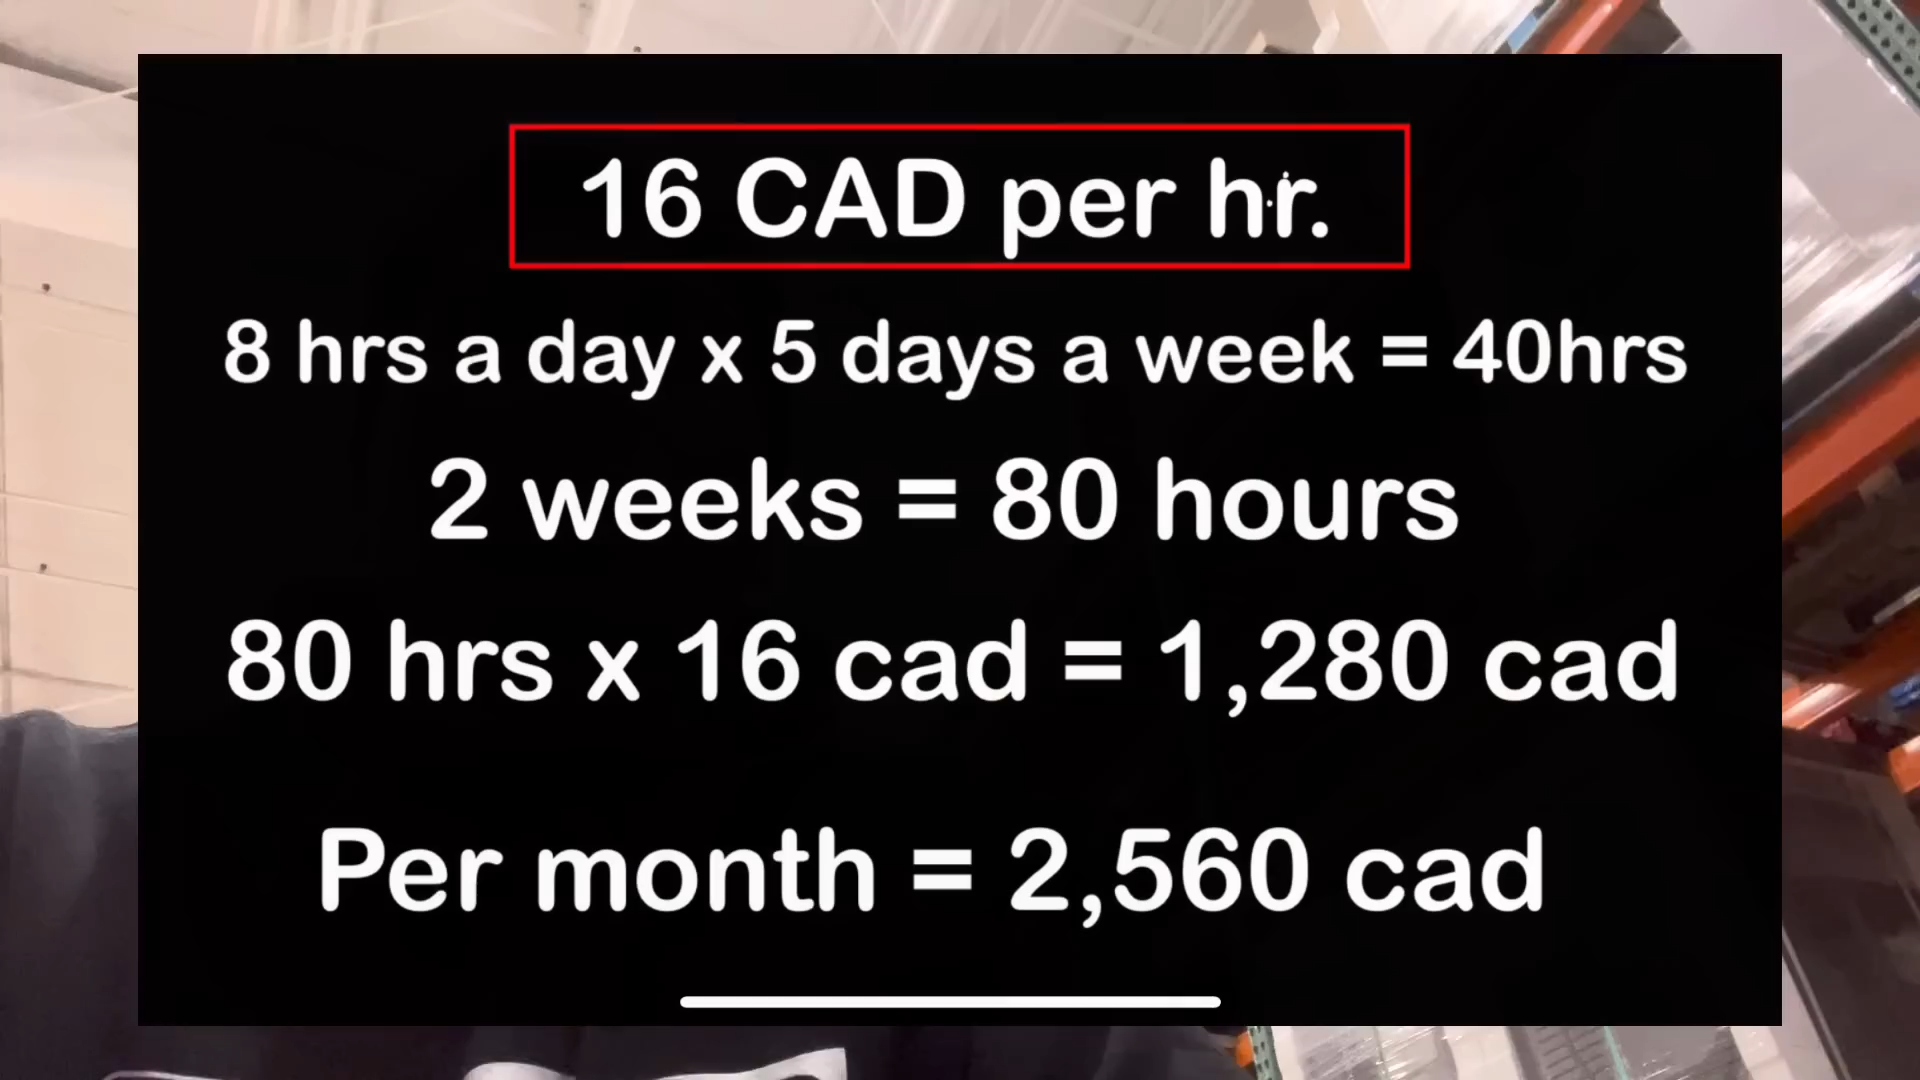 16 CAD per hr.
8 hrs a day x 5 days a week = 40hrs
2 weeks = 80 hours
80 hrs x 16 cad = 1,280 cad
Per month = 2,560 cad